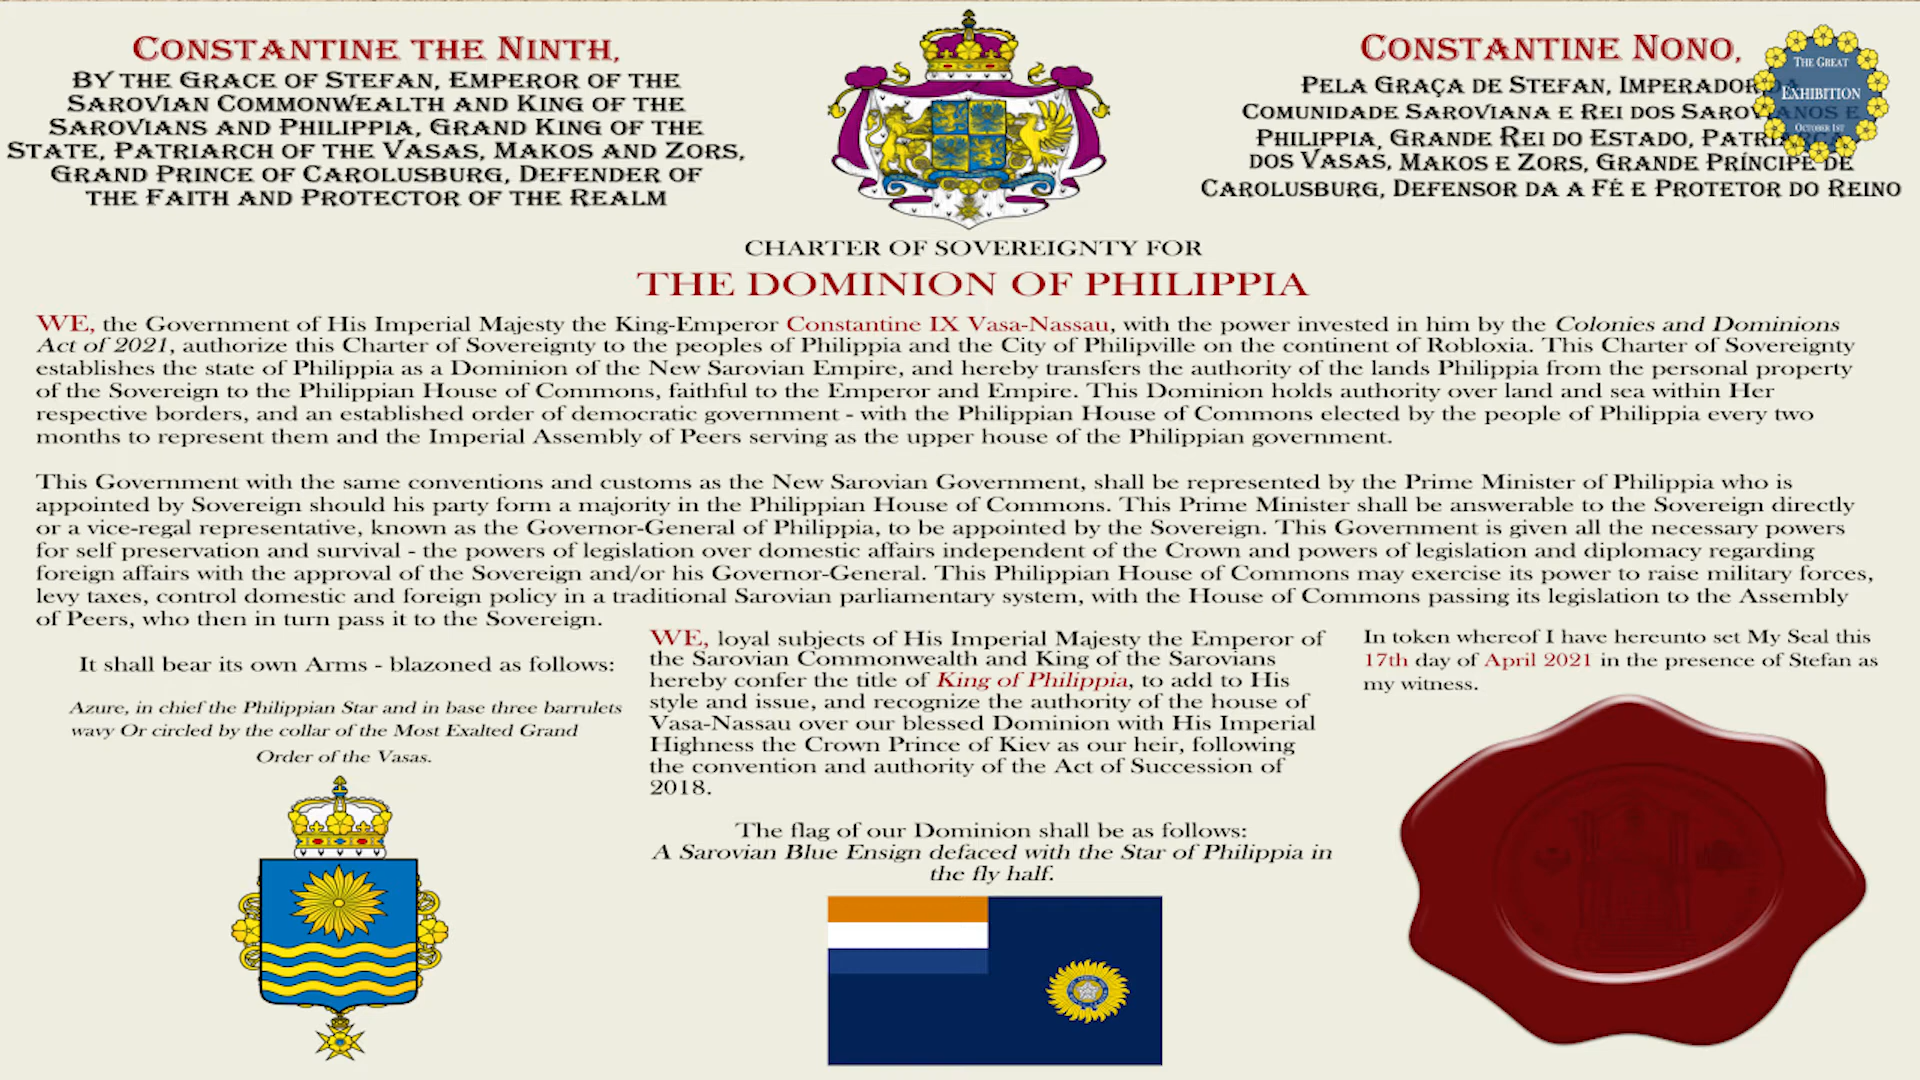 CONSTANTINE THE NINTH,
BY THE GRACE OF STEFAN, EMPEROR OF THE
SAROVIAN COMMONWEALTH AND KING OF THE
SAROVIANS AND PHILIPPIA, GRAND KING OF THE
STATE, PATRIARCH OF THE VASAS, MAKOS AND ZORS,
GRAND PRINCE OF CAROLUSBURG, DEFENDER OF
THE FAITH AND PROTECTOR OF THE REALM
CONSTANTINE NONO,
PELA GRAÇA DE STEFAN, IMPERADOR
COMUNIDADE SAROVIANA E REI DOS SAROVIANOS E
PHILIPPIA, GRANDE REI DO ESTADO,
DOS VASAS, MAKOS E ZORS, GRANDE PRÍNCIPE DE
CAROLUSBURG, DEFENSOR DA A FÉ E PROTETOR DO REINO
THE GREAT
EXHIBITION
OCTOBER 1ST
CHARTER OF SOVEREIGNTY FOR
THE DOMINION OF PHILIPPIA
WE, the Government of His Imperial Majesty the King-Emperor Constantine IX Vasa-Nassau, with the power invested in him by the Colonies and Dominions
Act of 2021, authorize this Charter of Sovereignty to the peoples of Philippia and the City of Philipville on the continent of Robloxia. This Charter of Sovereignty
establishes the state of Philippia as a Dominion of the New Sarovian Empire, and hereby transfers the authority of the lands Philippia from the personal property
of the Sovereign to the Philippian House of Commons, faithful to the Emperor and Empire. This Dominion holds authority over land and sea within Her
respective borders, and an established order of democratic government - with the Philippian House of Commons elected by the people of Philippia every two
months to represent them and the Imperial Assembly of Peers serving as the upper house of the Philippian government.
This Government with the same conventions and customs as the New Sarovian Government, shall be represented by the Prime Minister of Philippia who is
appointed by Sovereign should his party form a majority in the Philippian House of Commons. This Prime Minister shall be answerable to the Sovereign directly
or a vice-regal representative, known as the Governor-General of Philippia, to be appointed by the Sovereign. This Government is given all the necessary powers
for self preservation and survival - the powers of legislation over domestic affairs independent of the Crown and powers of legislation and diplomacy regarding
foreign affairs with the approval of the Sovereign and/or his Governor-General. This Philippian House of Commons may exercise its power to raise military forces,
levy taxes, control domestic and foreign policy in a traditional Sarovian parliamentary system, with the House of Commons passing its legislation to the Assembly
of Peers, who then in turn pass it to the Sovereign.
It shall bear its own Arms - blazoned as follows:
Azure, in chief the Philippian Star and in base three barrulets
wavy Or circled by the collar of the Most Exalted Grand
Order of the Vasas.
WE, loyal subjects of His Imperial Majesty the Emperor of
the Sarovian Commonwealth and King of the Sarovians
hereby confer the title of King of Philippia, to add to His
style and issue, and recognize the authority of the house of
Vasa-Nassau over our blessed Dominion with His Imperial
Highness the Crown Prince of Kiev as our heir, following
the convention and authority of the Act of Succession of
2018.
The flag of our Dominion shall be as follows:
A Sarovian Blue Ensign defaced with the Star of Philippia in
the fly half.
In token whereof I have hereunto set My Seal this
17th day of April 2021 in the presence of Stefan as
my witness.